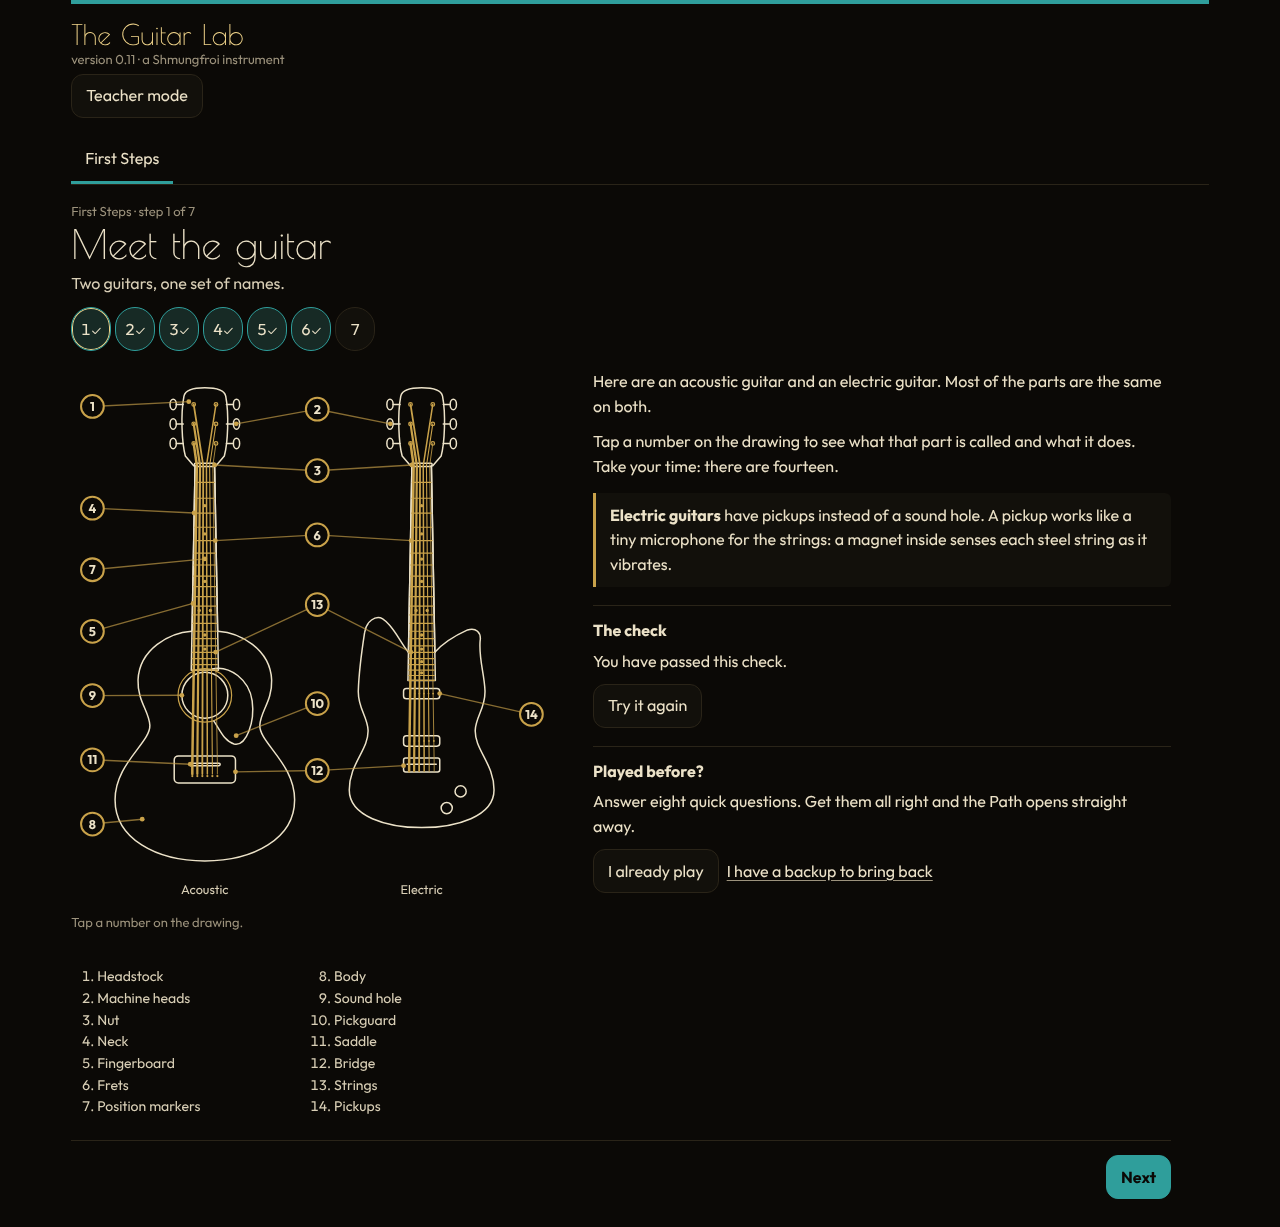 The Guitar Lab
version 0.11 · a Shmungfroi instrument
Teacher mode
First Steps
First Steps · step 1 of 7
Meet the guitar
Two guitars, one set of names.
1✓ 2✓ 3✓ 4✓ 5✓ 6✓ 7
1
2
3
4
6
7
13
5
9
10
14
11
12
8
Acoustic
Electric
Tap a number on the drawing.
1. Headstock
2. Machine heads
3. Nut
4. Neck
5. Fingerboard
6. Frets
7. Position markers
8. Body
9. Sound hole
10. Pickguard
11. Saddle
12. Bridge
13. Strings
14. Pickups
Here are an acoustic guitar and an electric guitar. Most of the parts are the same
on both.
Tap a number on the drawing to see what that part is called and what it does.
Take your time: there are fourteen.
Electric guitars have pickups instead of a sound hole. A pickup works like a
tiny microphone for the strings: a magnet inside senses each steel string as it
vibrates.
The check
You have passed this check.
Try it again
Played before?
Answer eight quick questions. Get them all right and the Path opens straight
away.
I already play
I have a backup to bring back
Next